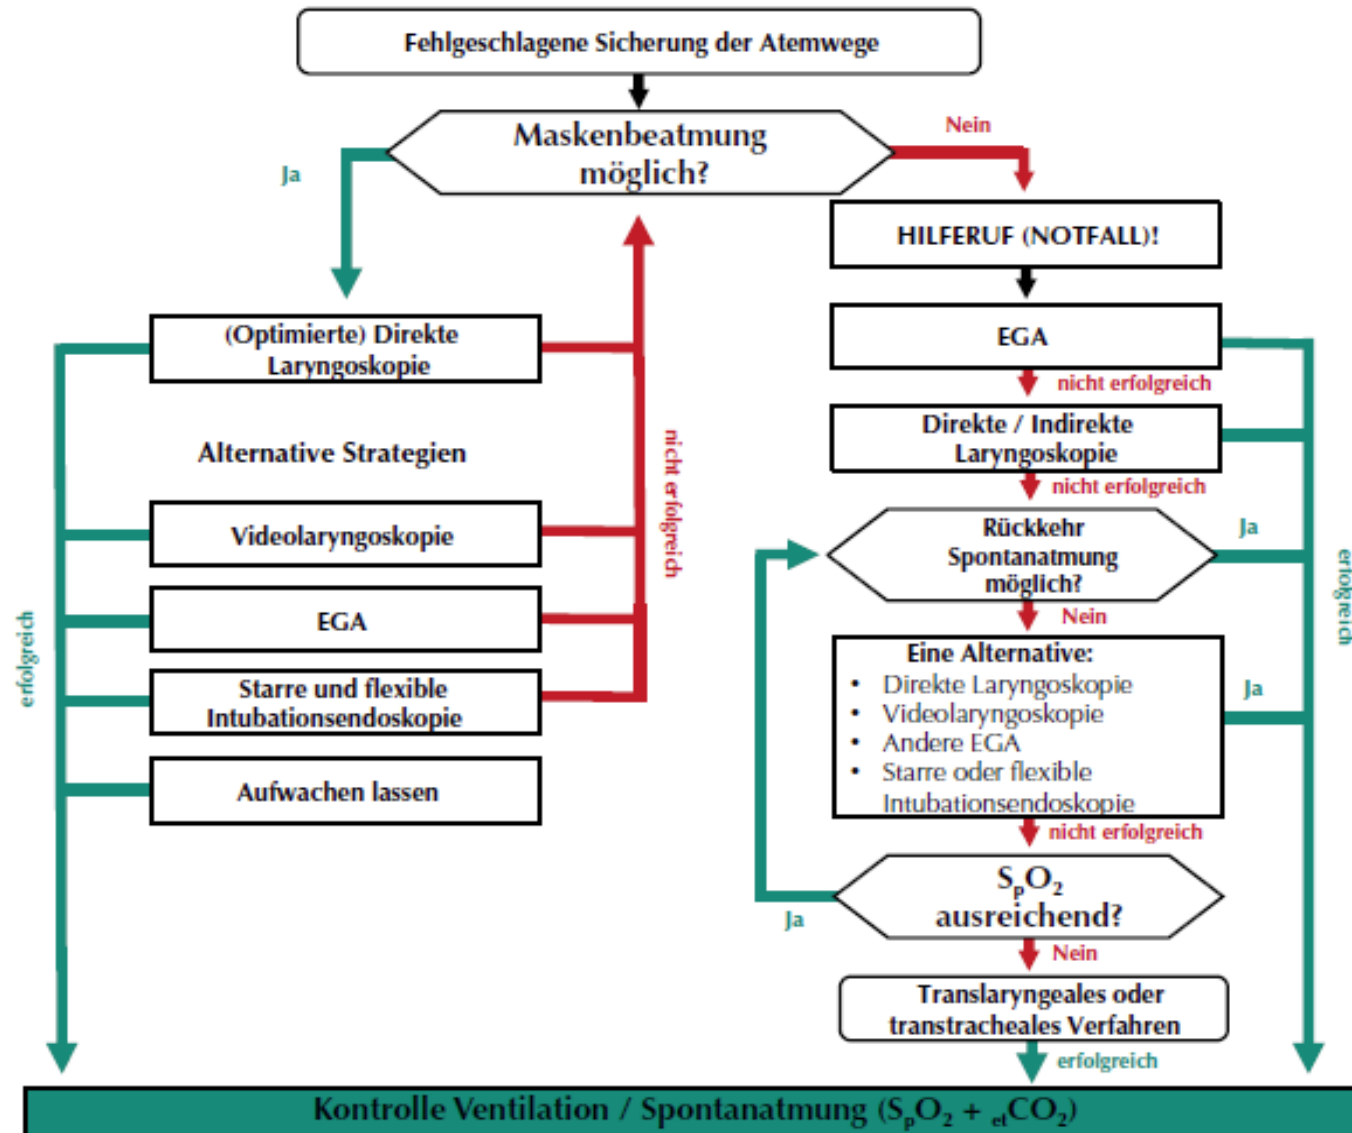 Fehlgeschlagene Sicherung der Atemwege
Maskenbeatmung
möglich?
Ja
Nein
HILFERUF (NOTFALL)!
(Optimierte) Direkte
Laryngoskopie
Alternative Strategien
Videolaryngoskopie
EGA
Starre und flexible
Intubationsendoskopie
Aufwachen lassen
erfolgreich
nicht erfolgreich
EGA
nicht erfolgreich
Direkte / Indirekte
Laryngoskopie
nicht erfolgreich
Rückkehr
Spontanatmung
möglich?
Ja
Nein
Eine Alternative:
• Direkte Laryngoskopie
• Videolaryngoskopie
• Andere EGA
• Starre oder flexible
Intubationsendoskopie
Ja
nicht erfolgreich
SpO2
ausreichend?
Ja
Nein
Translaryngeales oder
transtracheales Verfahren
erfolgreich
erfolgreich
Kontrolle Ventilation / Spontanatmung (SpO2 + etCO2)